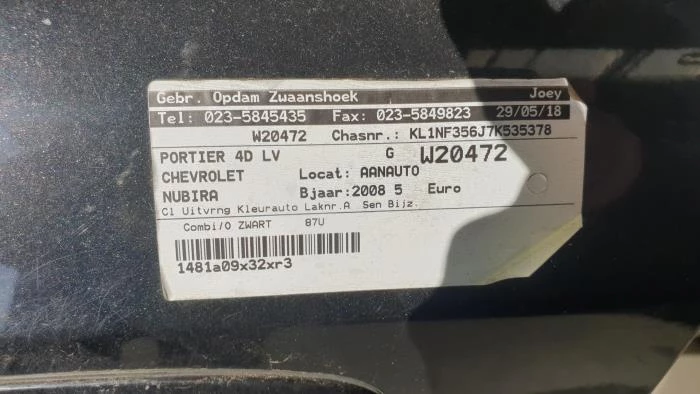 Gebr. Opdam Zwaanshoek Joey
Tel: 023-5845435 Fax: 023-5849823 29/05/18
W20472 Chasnr.: KL1NF356J7K535378
PORTIER 4D LV G W20472
CHEVROLET Locat: AANAUTO
NUBIRA Bjaar:2008 5 Euro
Cl Uitvrng Kleurauto Laknr.A Sen Bijz.
Combi/O ZWART 87U
1481a09x32xr3